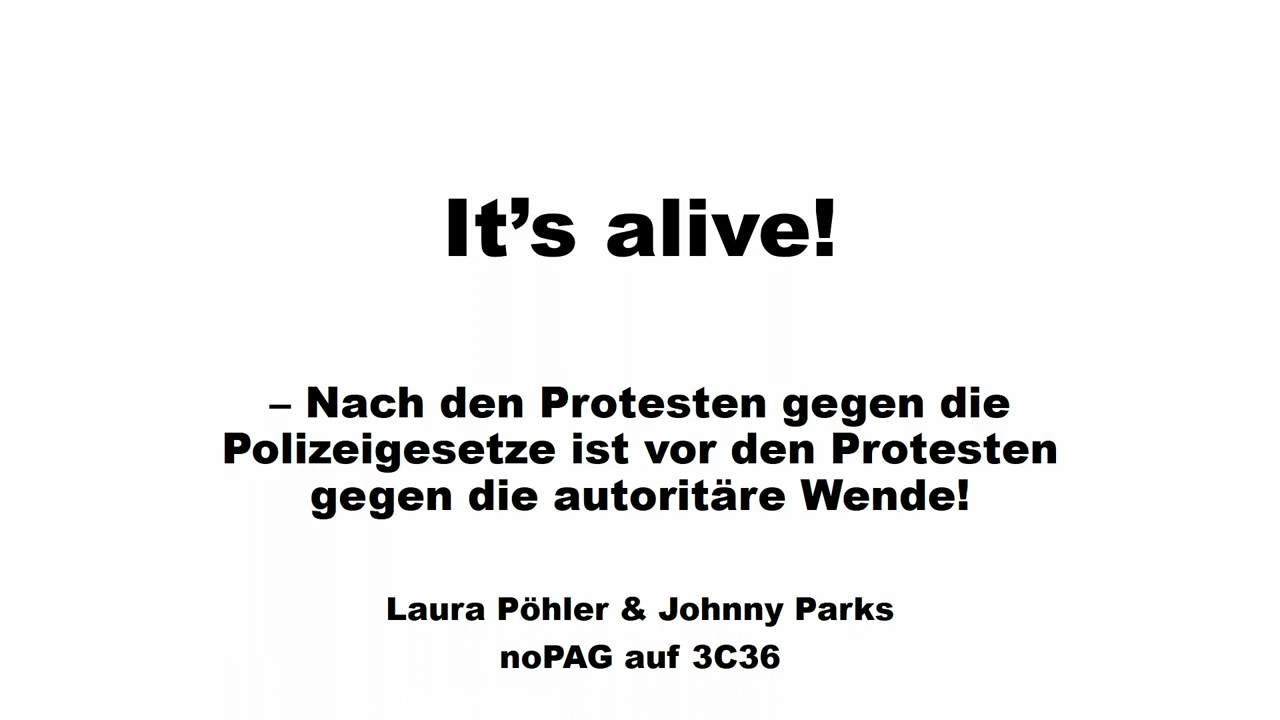 It’s alive!
– Nach den Protesten gegen die
Polizeigesetze ist vor den Protesten
gegen die autoritäre Wende!
Laura Pöhler & Johnny Parks
noPAG auf 3C36